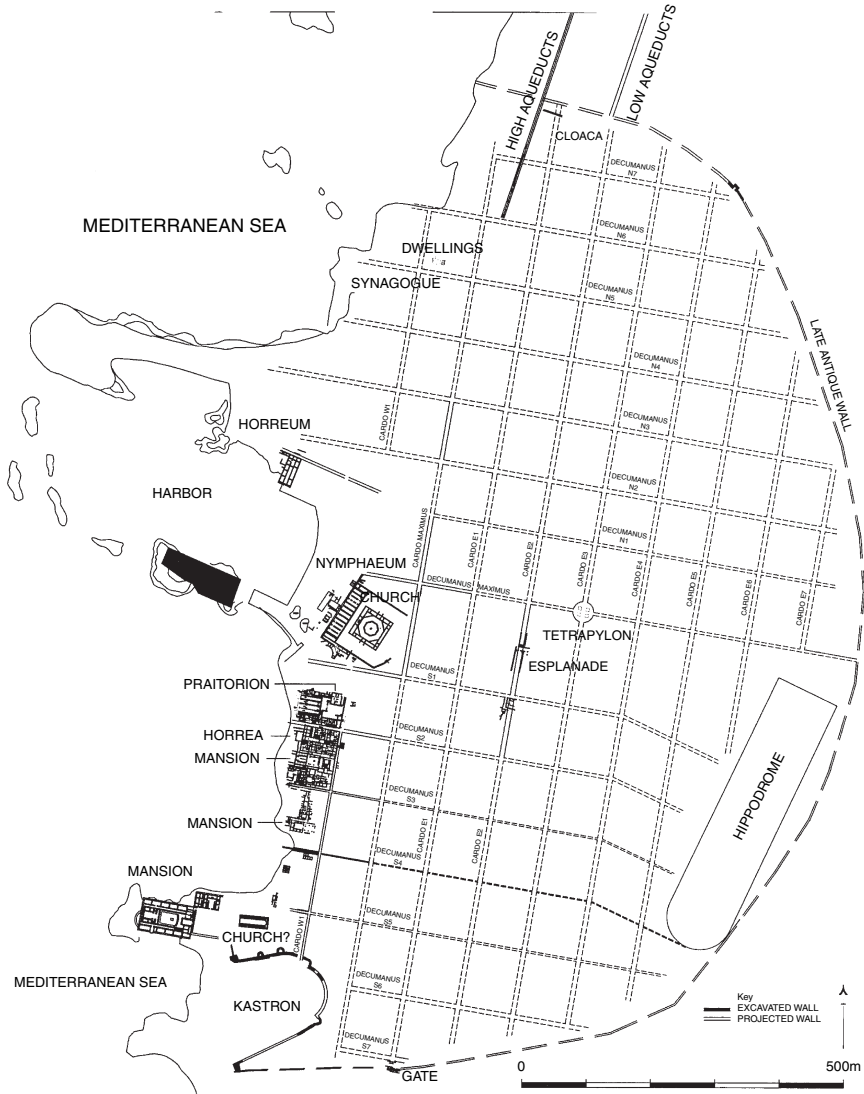 HIGH AQUEDUCTS
LOW AQUEDUCTS
CLOACA
DECUMANUS
N7
MEDITERRANEAN SEA
DECUMANUS
N6
DWELLINGS
SYNAGOGUE
DECUMANUS
N5
LATE ANTIQUE WALL
DECUMANUS
N4
CARDO W1
DECUMANUS
N3
HORREUM
DECUMANUS
N2
HARBOR
CARDO MAXIMUS
CARDO E1
CARDO E2
CARDO E3
DECUMANUS
N1
CARDO E4
CARDO E5
CARDO E6
CARDO E7
NYMPHAEUM
DECUMANUS MAXIMUS
CHURCH
TETRAPYLON
ESPLANADE
DECUMANUS
S1
PRAITORION
HORREA
DECUMANUS
S2
MANSION
HIPPODROME
DECUMANUS
S3
MANSION
CARDO E1
CARDO E2
DECUMANUS
S4
MANSION
DECUMANUS
S5
CHURCH?
CARDO W1
MEDITERRANEAN SEA
DECUMANUS
S6
KASTRON
Key
EXCAVATED WALL
PROJECTED WALL
DECUMANUS
S7
GATE
0
500m